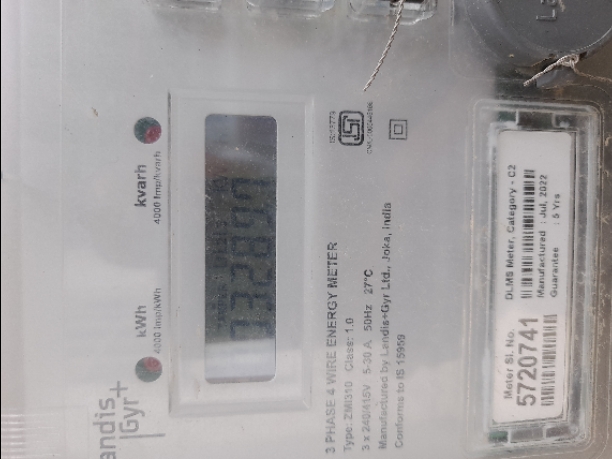 andis
Gyr+
kWh
4000 Imp/kWh
kvarh
4000 Imp/kvarh
3 PHASE 4 WIRE ENERGY METER
Type: ZMI310 Class: 1.0
3 x 240/415V 5-30 A 50Hz 27°C
Manufactured by Landis+Gyr Ltd., Joka, India
Conforms to IS 15959
Meter Sl. No.
5720741
DLMS Meter, Category - C2
Manufactured : Jul, 2022
Guarantee : 5 Yrs